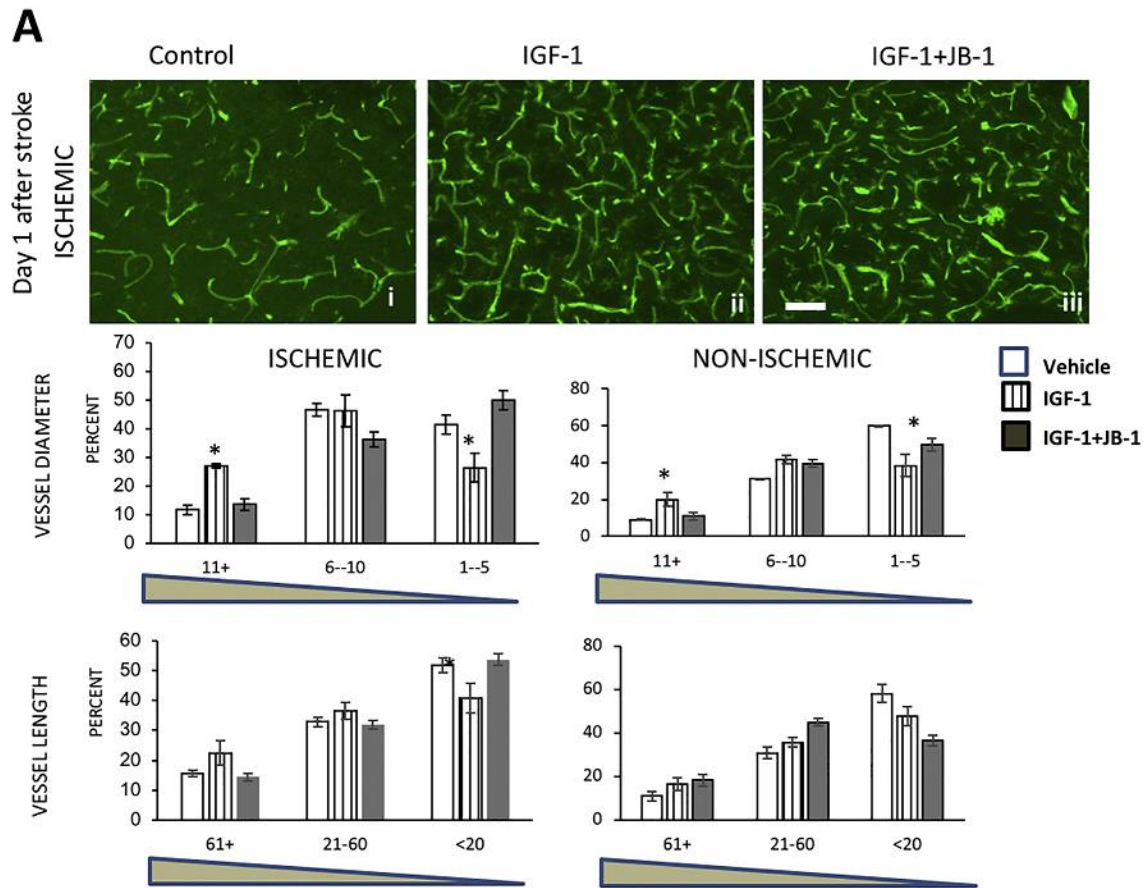 A
Control IGF-1 IGF-1+JB-1
Day 1 after stroke
ISCHEMIC
i ii iii
ISCHEMIC NON-ISCHEMIC
VESSEL DIAMETER
PERCENT
70
60
50
40
30
20
10
0
* *
11+ 6--10 1--5
80
60
40
20
0
* *
11+ 6--10 1--5
Vehicle
IGF-1
IGF-1+JB-1
VESSEL LENGTH
PERCENT
60
50
40
30
20
10
0
*
61+ 21-60 <20
80
60
40
20
0
61+ 21-60 <20